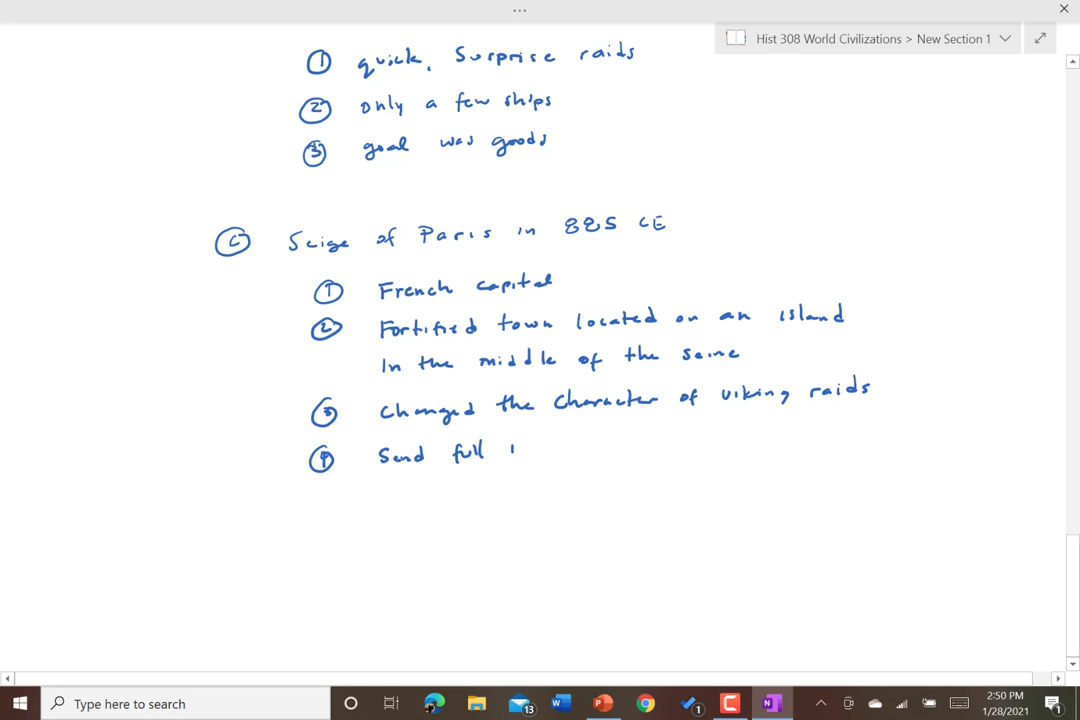 ...
Hist 308 World Civilizations > New Section 1
① quick, Surprise raids
② only a few ships
③ goal was goods
Ⓒ Seige of Paris in 885 CE
① French capital
② Fortified town located on an island
in the middle of the seine
③ changed the character of viking raids
④ Send full
Type here to search
13
1
2:50 PM
1/28/2021
1